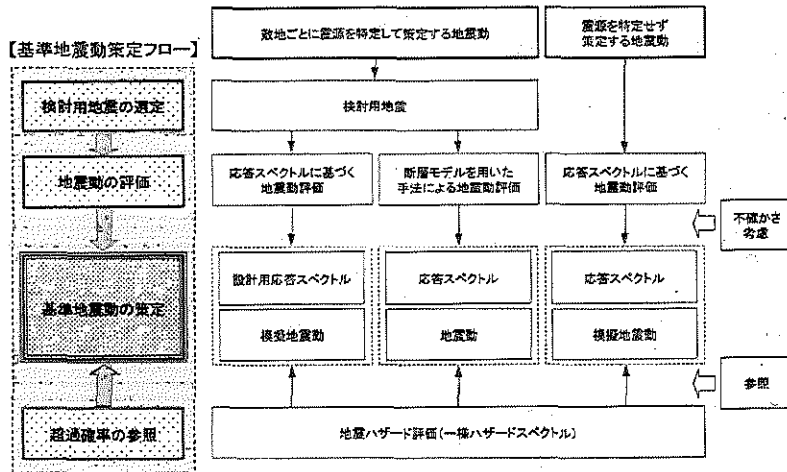 【基準地震動策定フロー】
検討用地震の選定
地震動の評価
基準地震動の策定
超過確率の参照
敷地ごとに震源を特定して策定する地震動
震源を特定せず
策定する地震動
検討用地震
応答スペクトルに基づく
地震動評価
断層モデルを用いた
手法による地震動評価
応答スペクトルに基づく
地震動評価
不確かさ
考慮
設計用応答スペクトル
模擬地震動
応答スペクトル
地震動
応答スペクトル
模擬地震動
参照
地震ハザード評価(一様ハザードスペクトル)